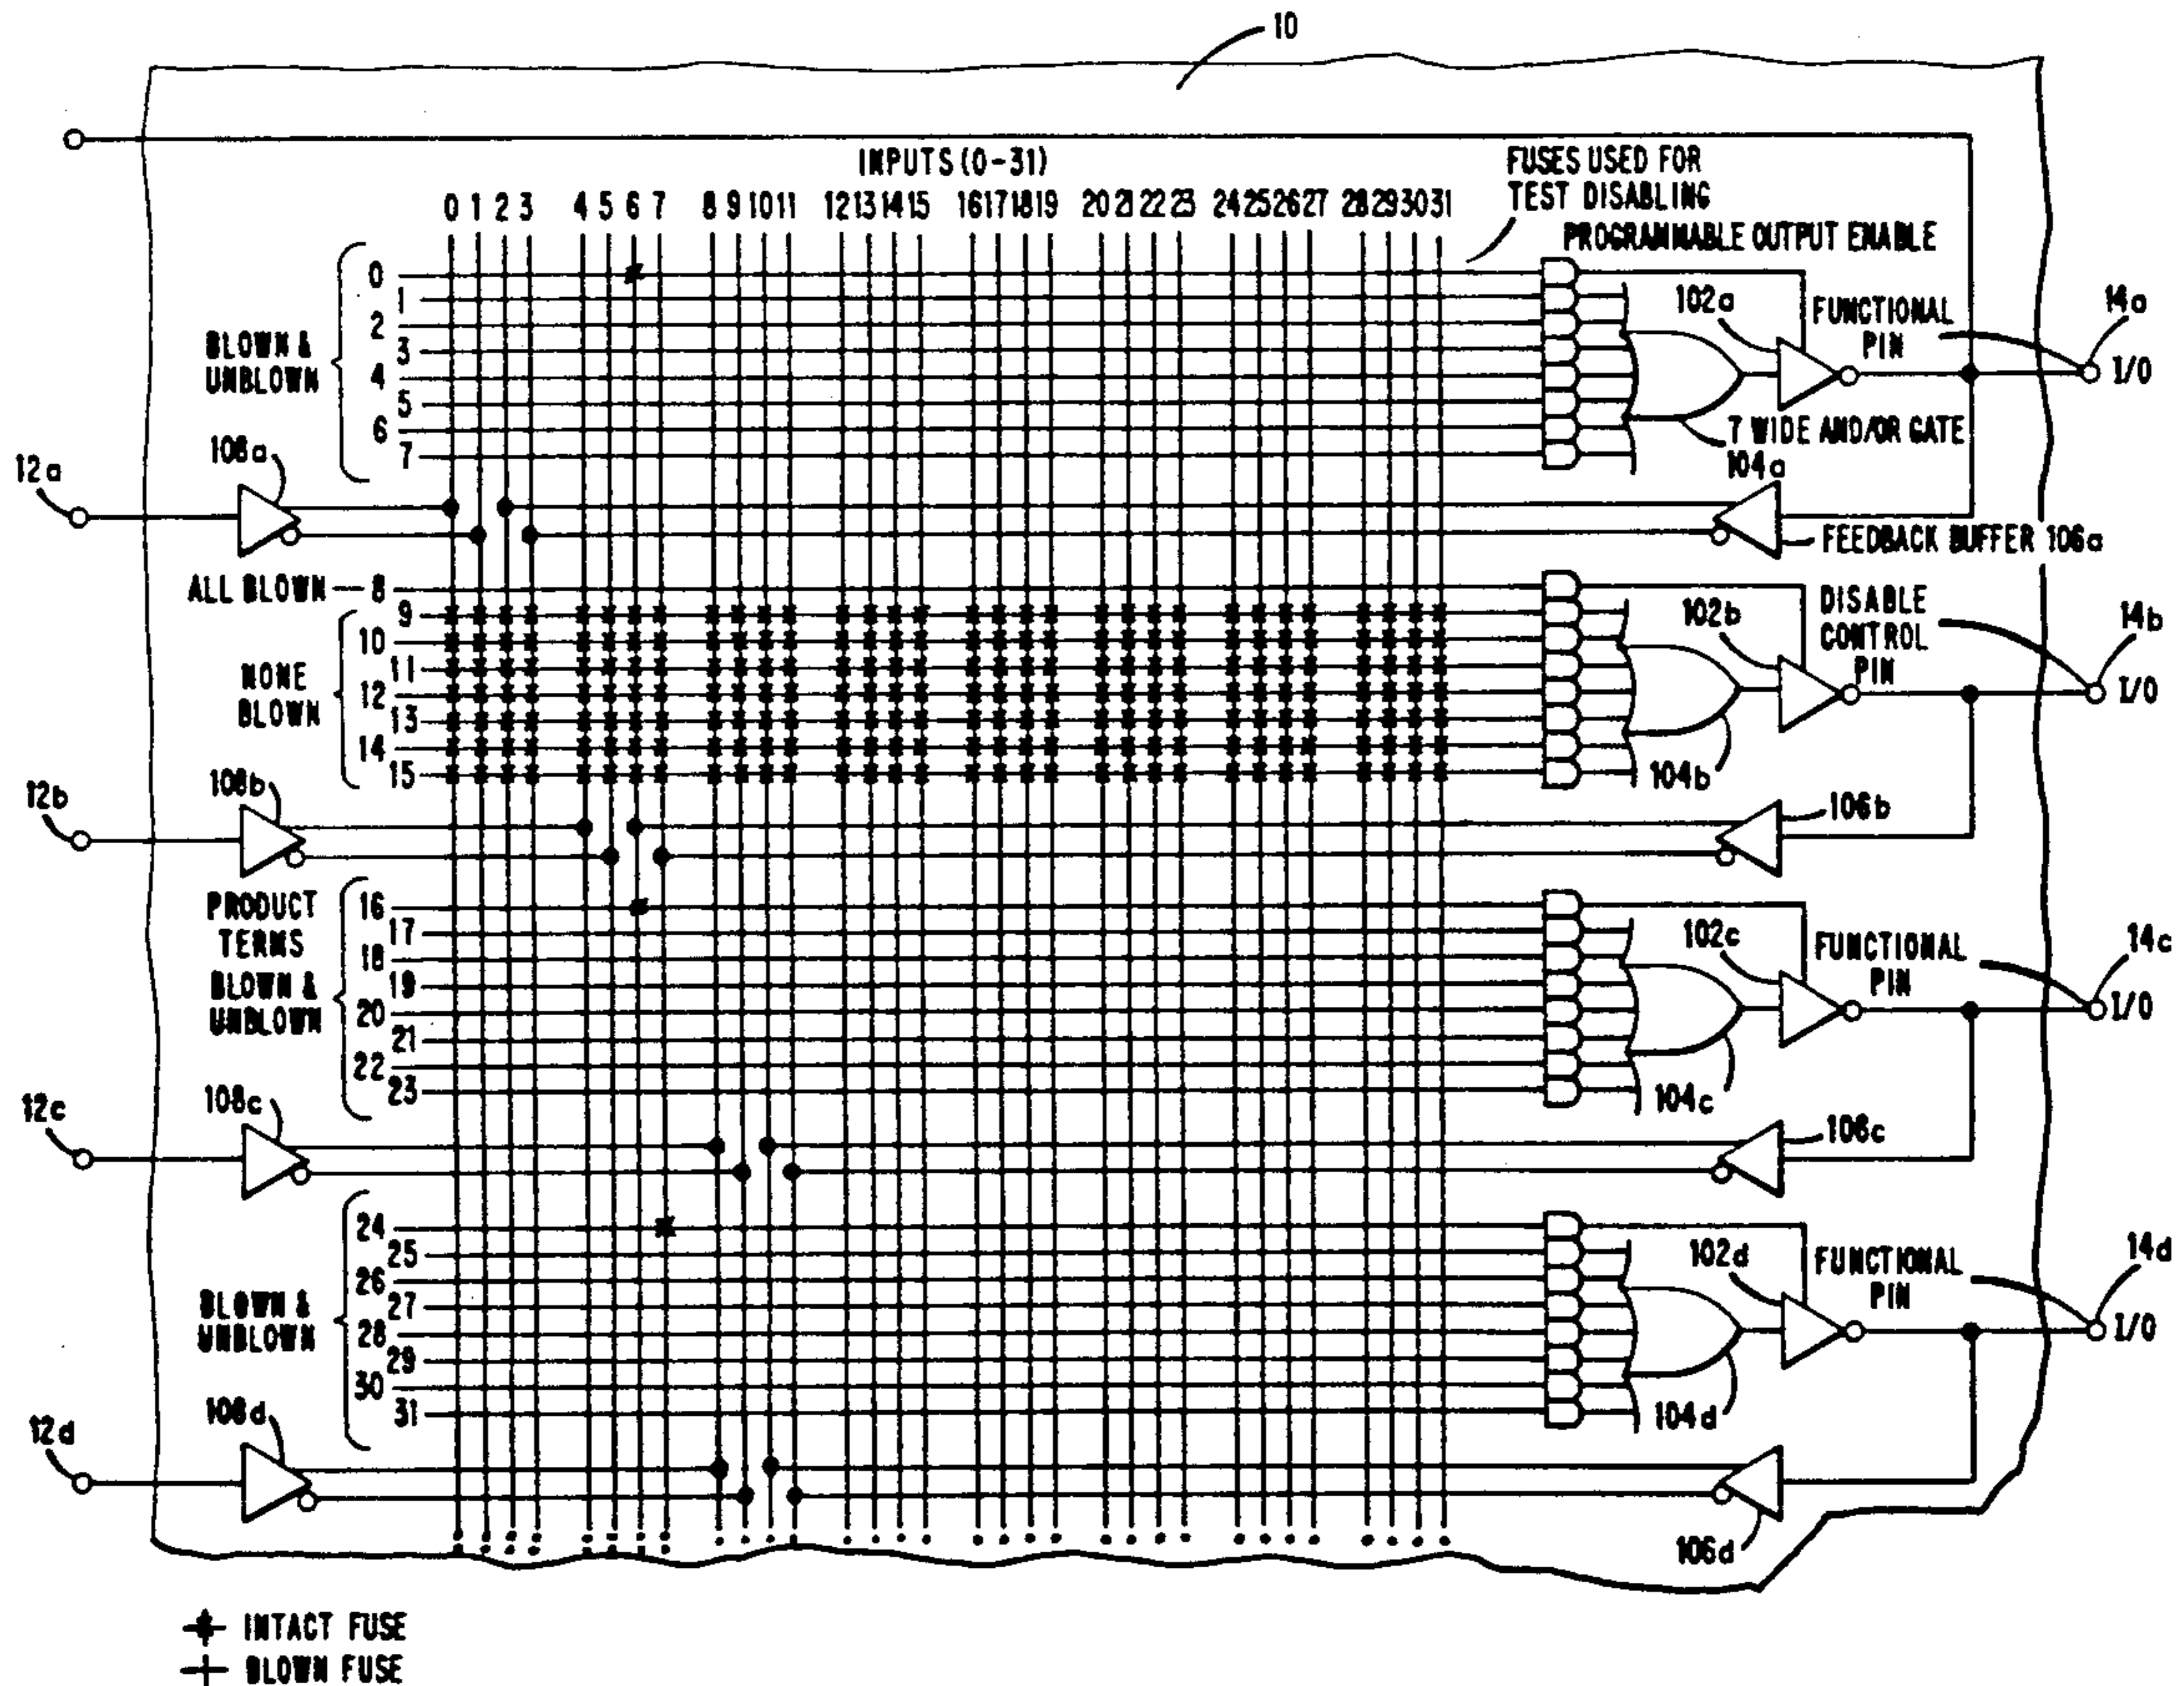 10
INPUTS (0-31)
FUSES USED FOR
TEST DISABLING
0 1 2 3 4 5 6 7 8 9 10 11 12 13 14 15 16 17 18 19 20 21 22 23 24 25 26 27 28 29 30 31
PROGRAMMABLE OUTPUT ENABLE
0
1
2
3
4
5
6
7
BLOWN &
UNBLOWN
102a
FUNCTIONAL
PIN
14a
I/O
7 WIDE AND/OR GATE
104a
12a
108a
FEEDBACK BUFFER 106a
ALL BLOWN
8
9
10
11
12
13
14
15
NONE
BLOWN
102b
DISABLE
CONTROL
PIN
14b
I/O
104b
12b
108b
106b
PRODUCT
TERMS
BLOWN &
UNBLOWN
16
17
18
19
20
21
22
23
102c
FUNCTIONAL
PIN
14c
I/O
104c
12c
108c
106c
24
25
26
27
28
29
30
31
BLOWN &
UNBLOWN
102d
FUNCTIONAL
PIN
14d
I/O
104d
12d
108d
106d
INTACT FUSE
BLOWN FUSE